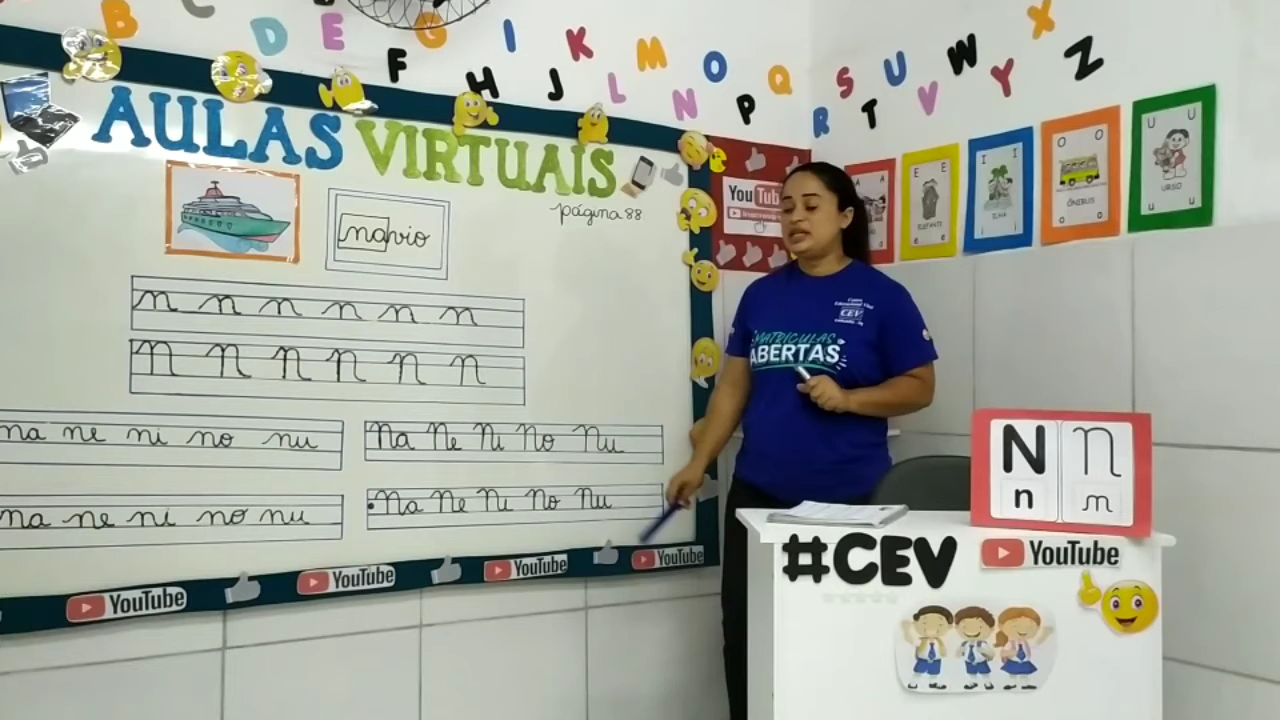 B C D E F G H I J K L M N O P Q R S T U V W X Y Z
AULAS VIRTUAIS
página 88
navio
n n n n n n
n n n n n n
na ne ni no nu
Na Ne Ni No Nu
na ne ni no nu
Na Ne Ni No Nu
YouTube
YouTube
YouTube
YouTube
YouTube
A A
E E
ELEFANTE
e e
I I
ILHA
i i
O O
ÔNIBUS
o o
U U
URSO
u u
CEV
MATRÍCULAS
ABERTAS
N N
n n
#CEV
YouTube